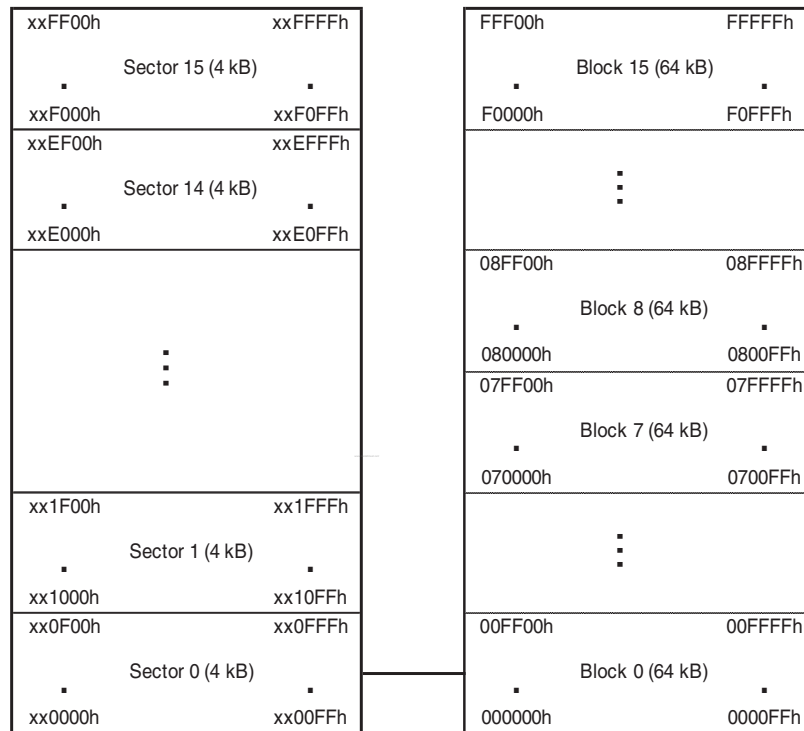 xxFF00h xxFFFFh
Sector 15 (4 kB)
xxF000h xxF0FFh
xxEF00h xxEFFFh
Sector 14 (4 kB)
xxE000h xxE0FFh
xx1F00h xx1FFFh
Sector 1 (4 kB)
xx1000h xx10FFh
xx0F00h xx0FFFh
Sector 0 (4 kB)
xx0000h xx00FFh
FFF00h FFFFFh
Block 15 (64 kB)
F0000h F0FFFh
08FF00h 08FFFFh
Block 8 (64 kB)
080000h 0800FFh
07FF00h 07FFFFh
Block 7 (64 kB)
070000h 0700FFh
00FF00h 00FFFFh
Block 0 (64 kB)
000000h 0000FFh